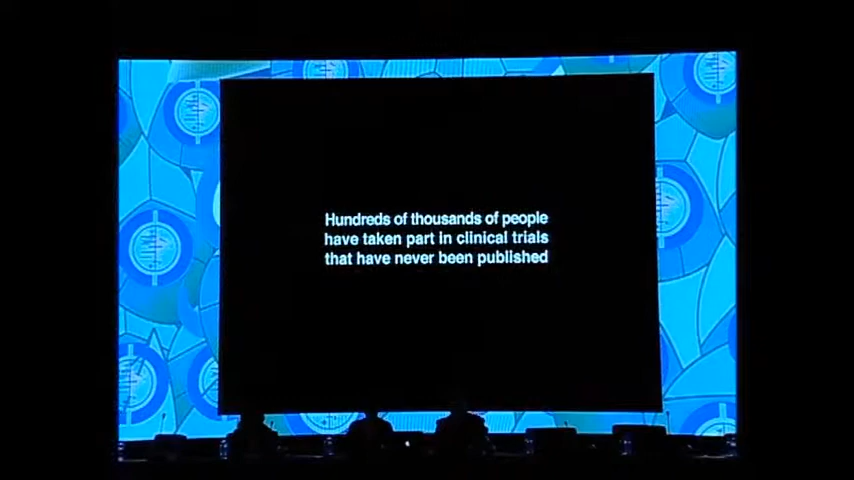 Hundreds of thousands of people
have taken part in clinical trials
that have never been published